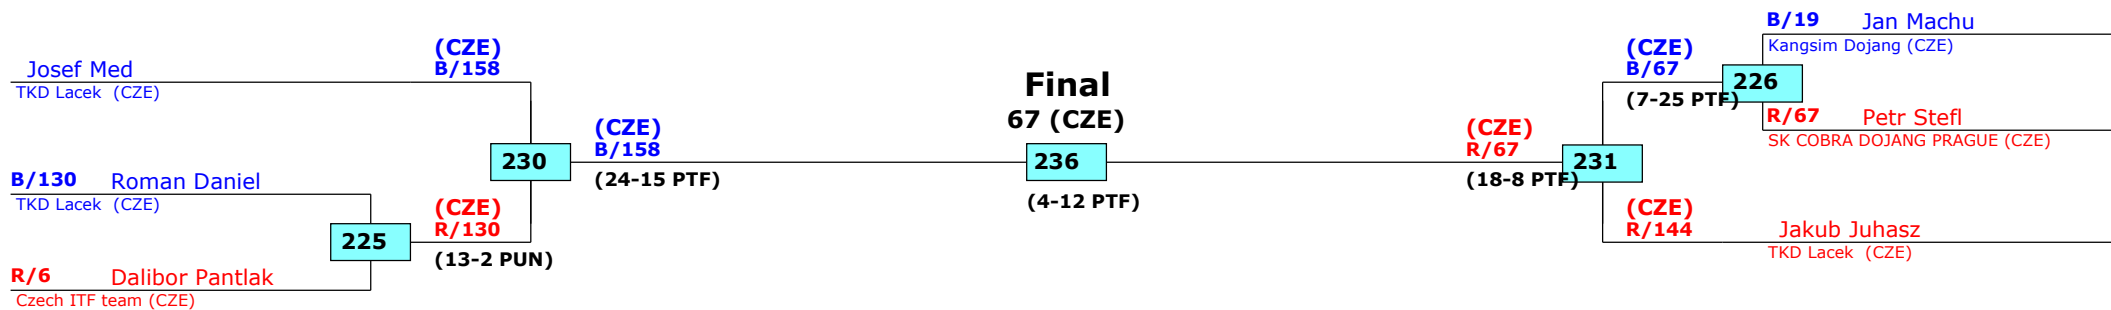 (CZE)
B/158
Josef Med
TKD Lacek  (CZE)
B/130 Roman Daniel
TKD Lacek  (CZE)
R/6 Dalibor Pantlak
Czech ITF team (CZE)
225
(CZE)
R/130
(13-2 PUN)
230
(CZE)
B/158
(24-15 PTF)
Final
67 (CZE)
236
(4-12 PTF)
(CZE)
R/67
(18-8 PTF)
231
(CZE)
B/67
(7-25 PTF)
226
B/19 Jan Machu
Kangsim Dojang (CZE)
R/67 Petr Stefl
SK COBRA DOJANG PRAGUE (CZE)
(CZE)
R/144
Jakub Juhasz
TKD Lacek  (CZE)